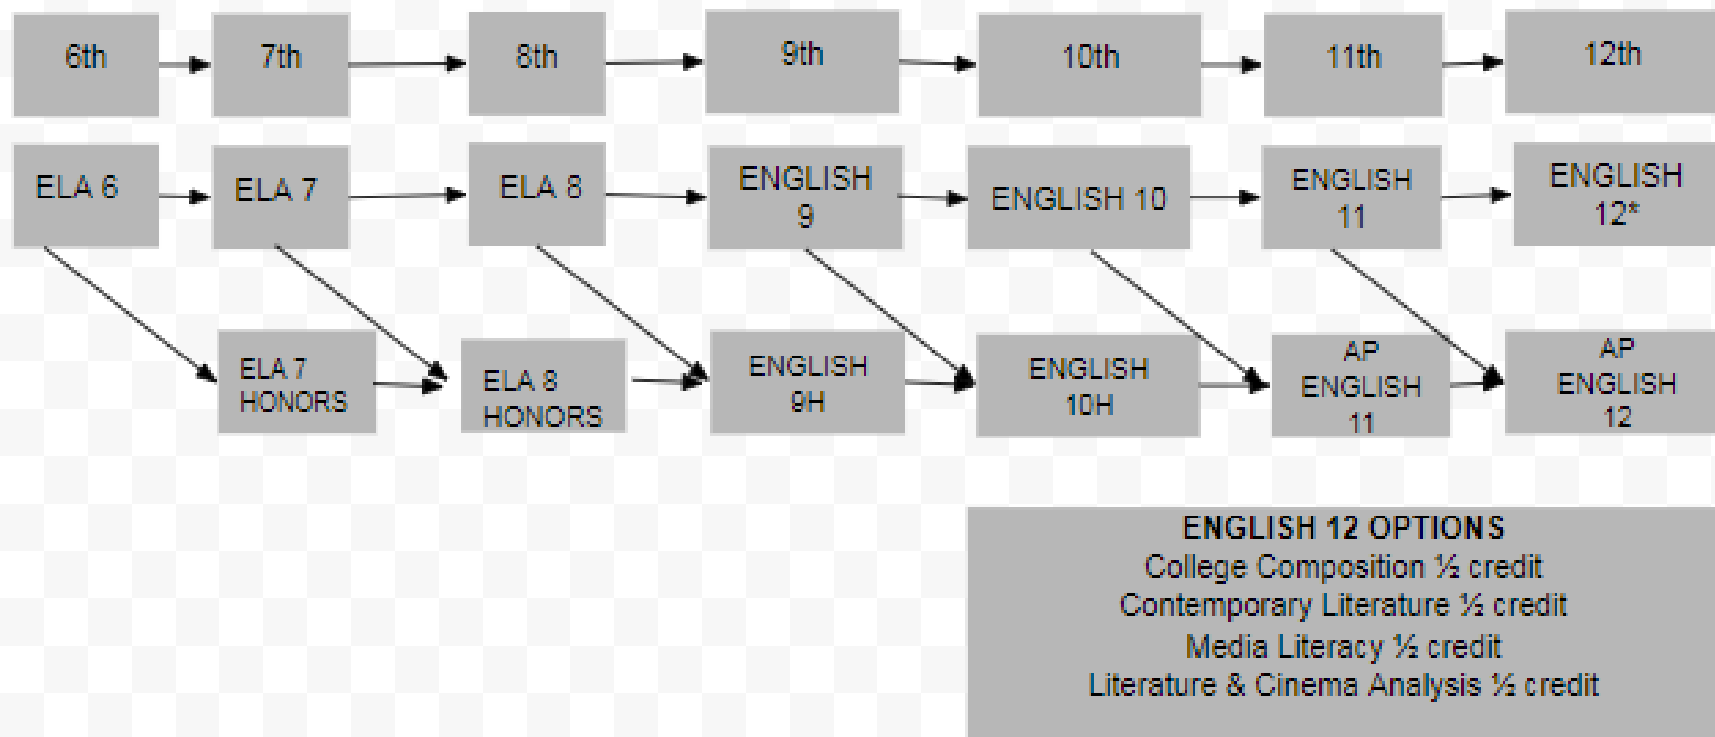 6th
7th
8th
9th
10th
11th
12th
ELA 6
ELA 7
ELA 8
ENGLISH
9
ENGLISH 10
ENGLISH
11
ENGLISH
12*
ELA 7
HONORS
ELA 8
HONORS
ENGLISH
9H
ENGLISH
10H
AP
ENGLISH
11
AP
ENGLISH
12
ENGLISH 12 OPTIONS
College Composition ½ credit
Contemporary Literature ½ credit
Media Literacy ½ credit
Literature & Cinema Analysis ½ credit